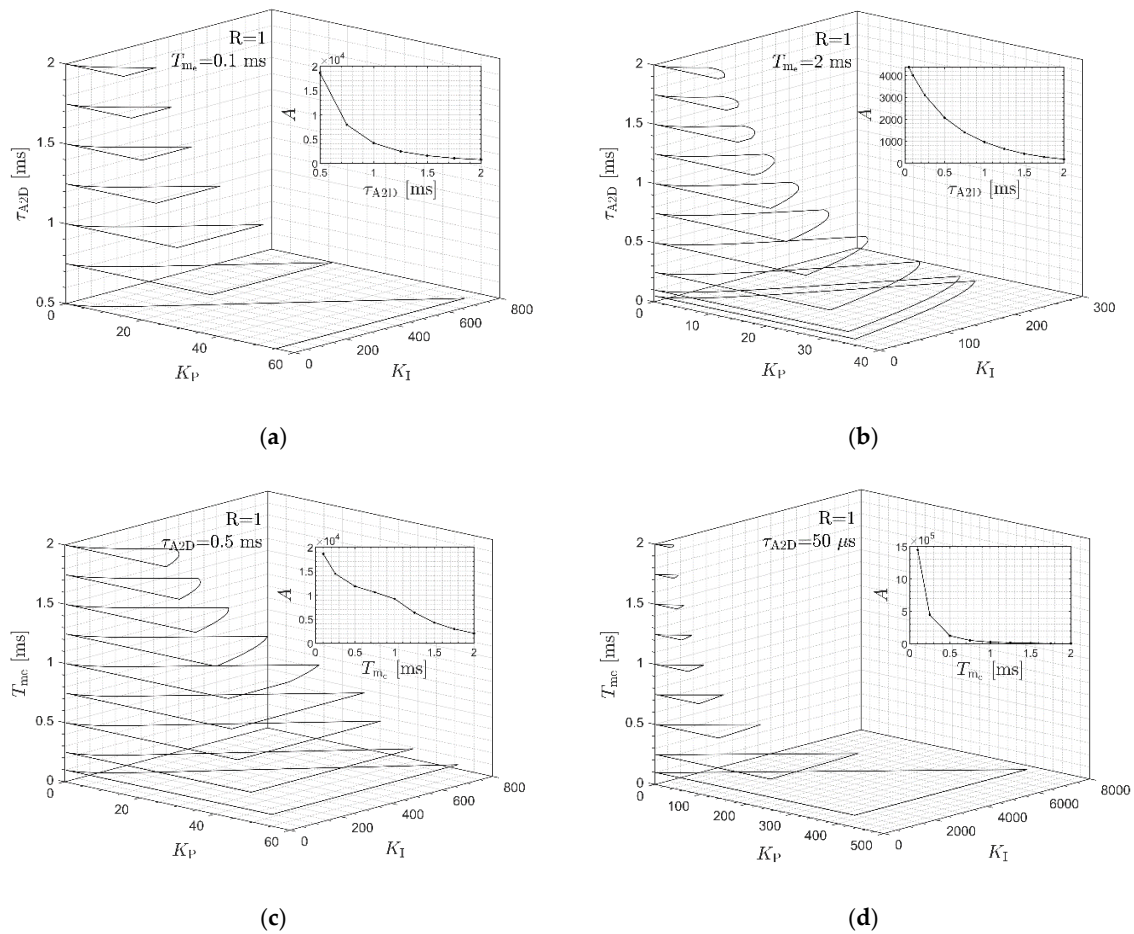 R=1
T_me=0.1 ms
×10^4
2
1.5
1
0.5
0
A
0.5 1 1.5 2
τ_A2D [ms]
2
1.5
1
0.5
τ_A2D [ms]
0 20 40 60
K_P
0 200 400 600 800
K_I
(a)
R=1
T_me=2 ms
4000
3000
2000
1000
0
A
0 0.5 1 1.5 2
τ_A2D [ms]
2
1.5
1
0.5
0
τ_A2D [ms]
0 10 20 30 40
K_P
0 100 200 300
K_I
(b)
R=1
τ_A2D=0.5 ms
×10^4
2
1.5
1
0.5
0
A
0 0.5 1 1.5 2
T_mc [ms]
2
1.5
1
0.5
0
T_mc [ms]
0 20 40 60
K_P
0 200 400 600 800
K_I
(c)
R=1
τ_A2D=50 μs
×10^5
15
10
5
0
A
0 0.5 1 1.5 2
T_mc [ms]
2
1.5
1
0.5
0
T_mc [ms]
0 100 200 300 400 500
K_P
0 2000 4000 6000 8000
K_I
(d)